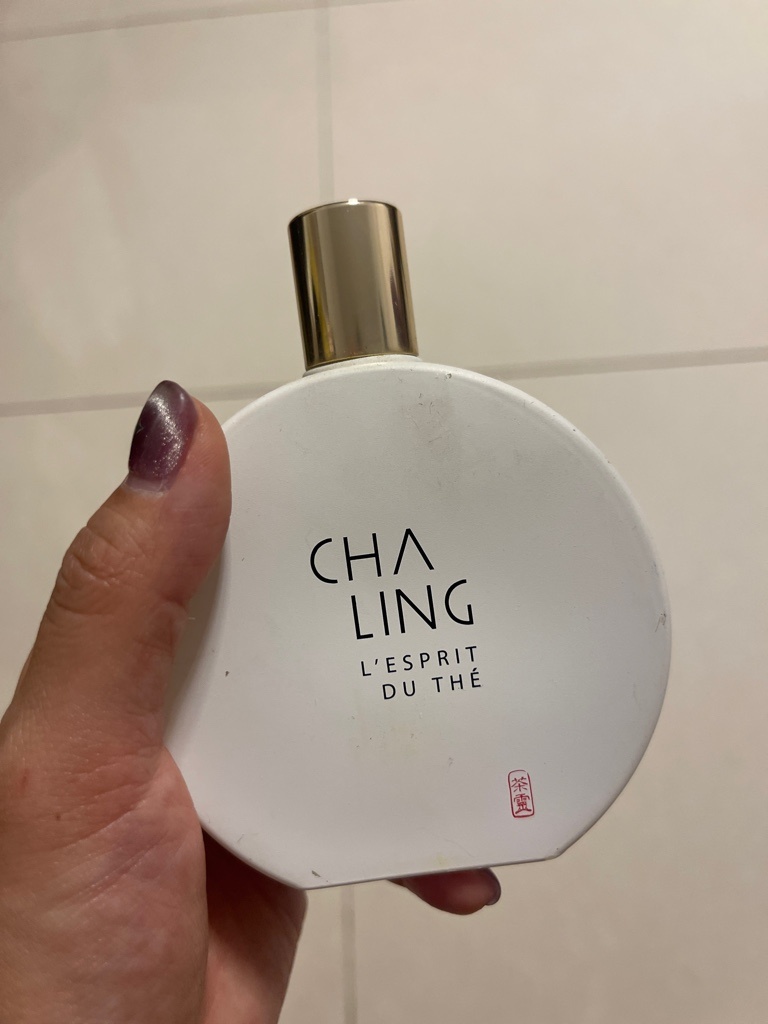 CHA
LING
L'ESPRIT
DU THÉ
茶靈